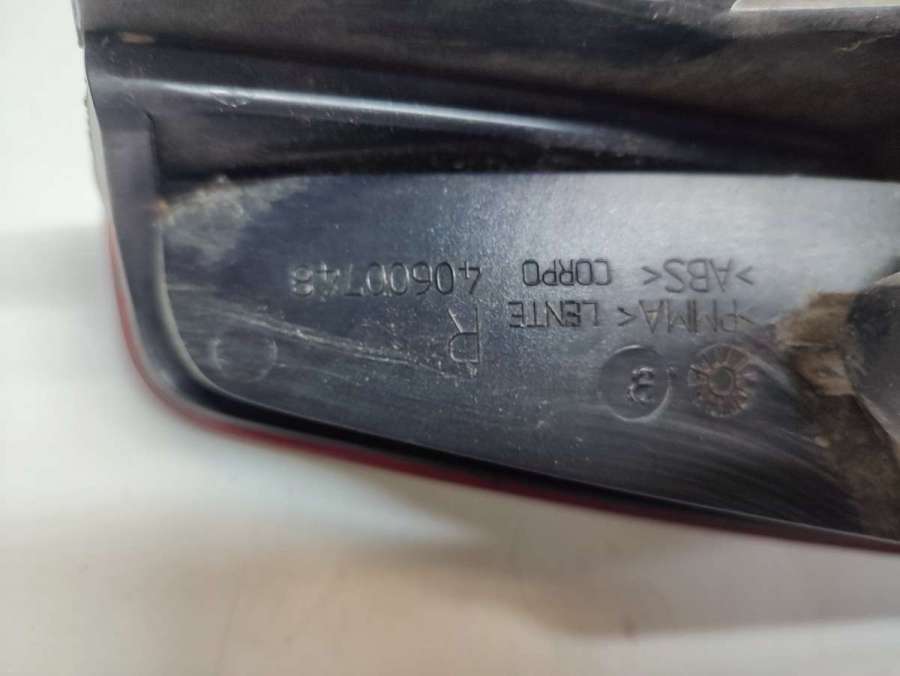 3
>PMMA< LENTE R
>ABS< CORPO 40600748